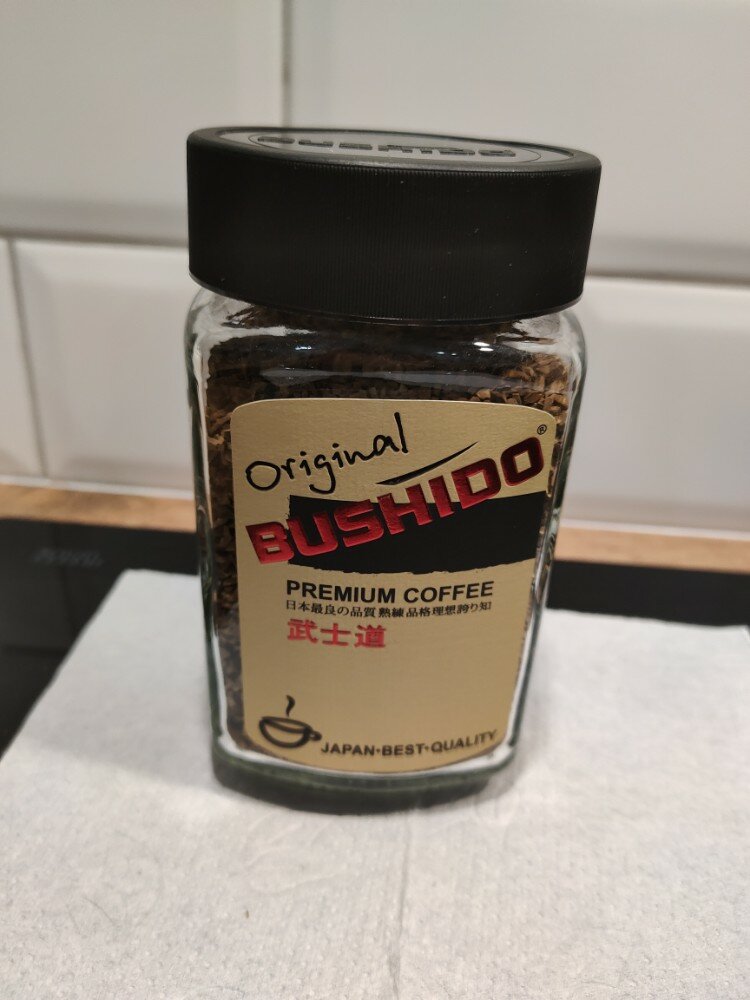 BUSHIDO
Original
BUSHIDO®
PREMIUM COFFEE
日本最良の品質 熟練品格理想誇り知
武士道
JAPAN•BEST•QUALITY